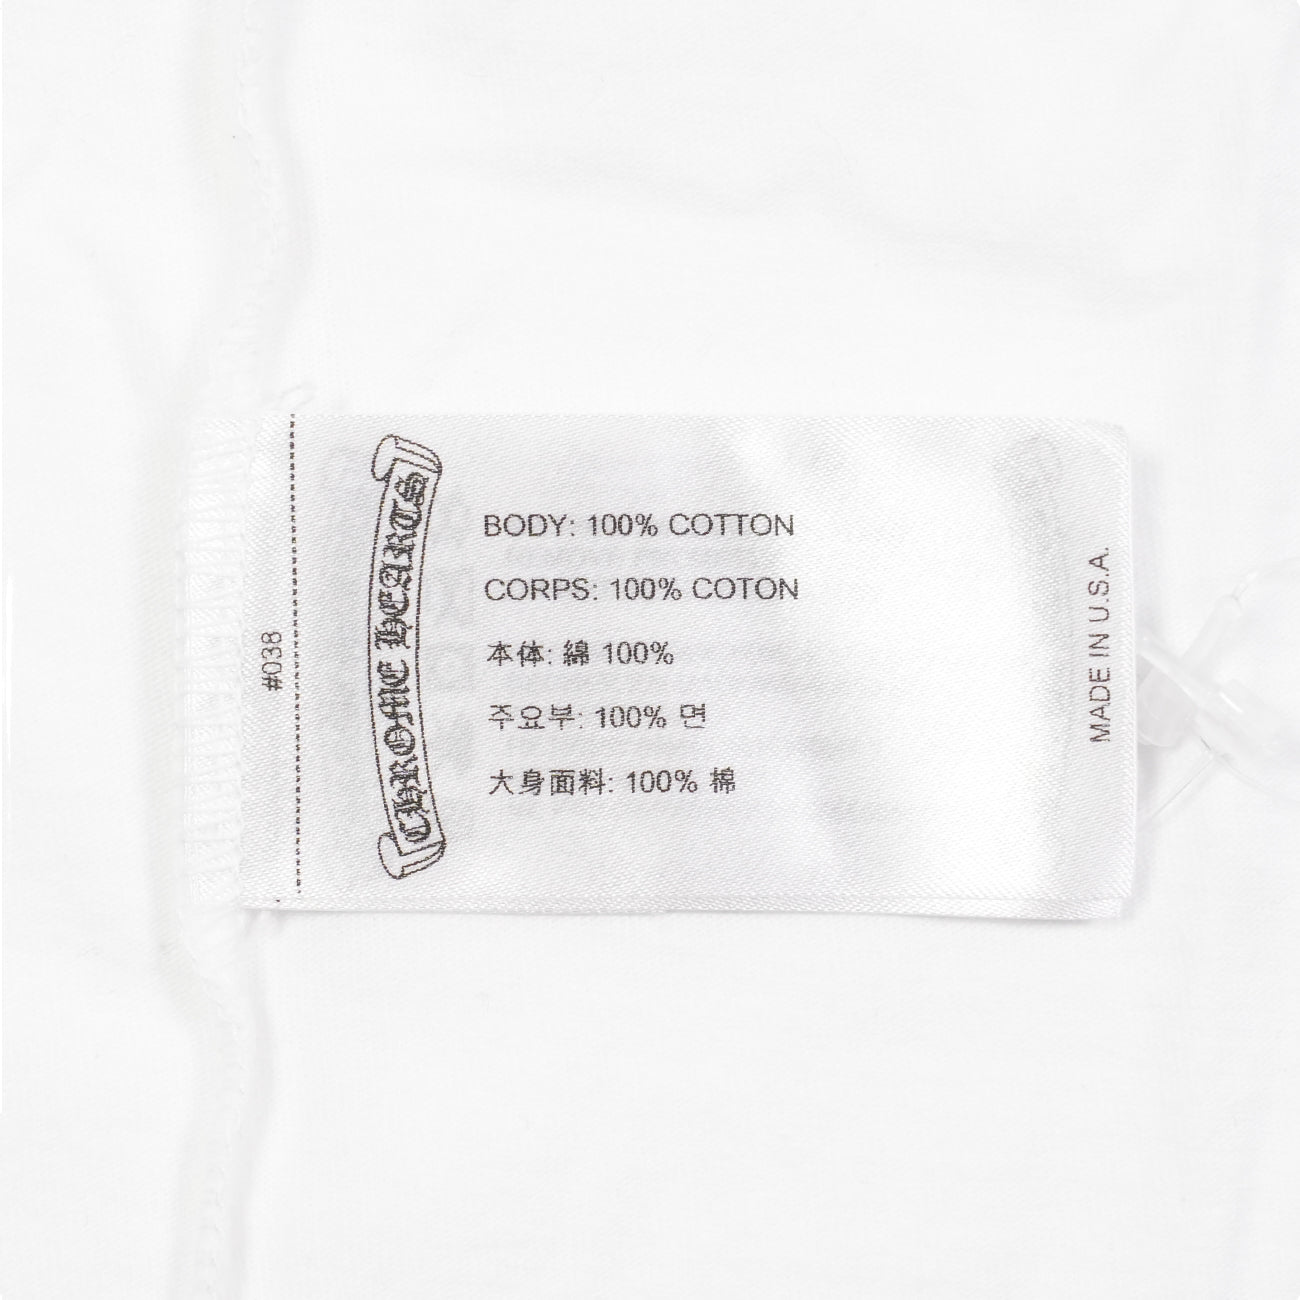 #038
CHROME HEARTS
BODY: 100% COTTON
CORPS: 100% COTON
本体: 綿 100%
주요부: 100% 면
大身面料: 100% 棉
MADE IN U.S.A.